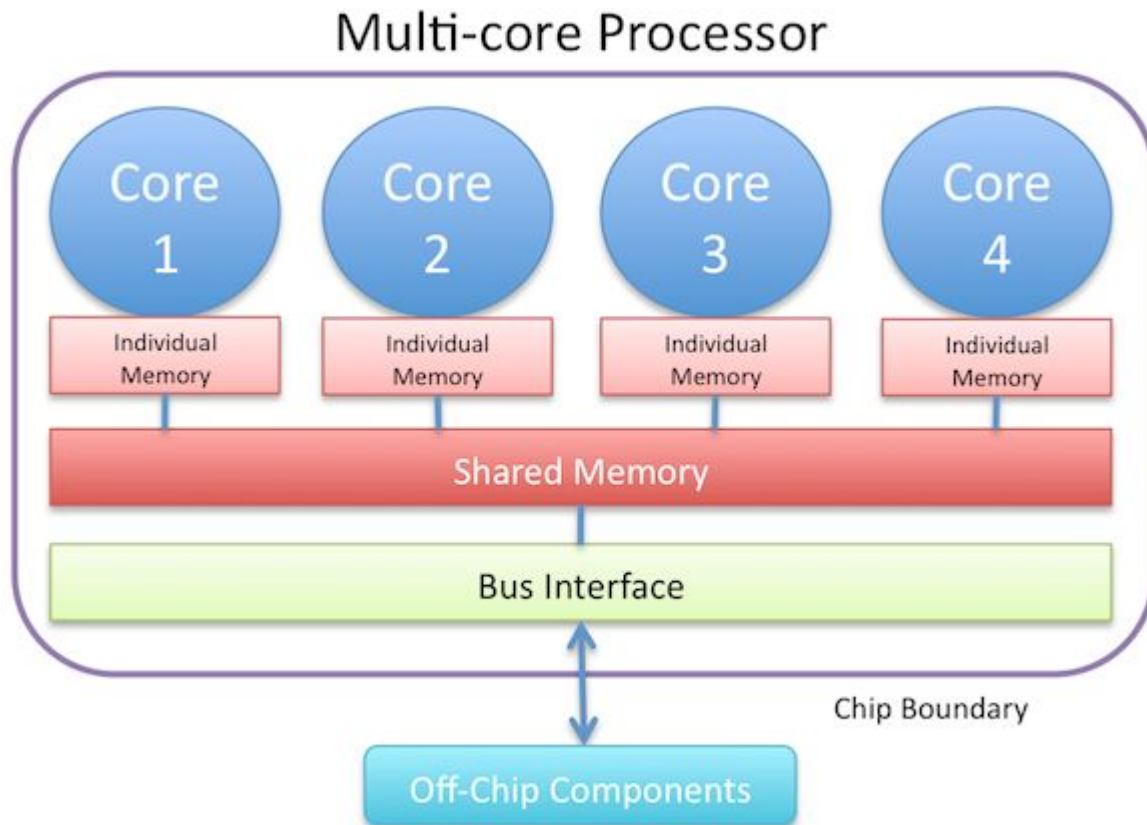 Multi-core Processor
Core
1
Core
2
Core
3
Core
4
Individual
Memory
Individual
Memory
Individual
Memory
Individual
Memory
Shared Memory
Bus Interface
Chip Boundary
Off-Chip Components